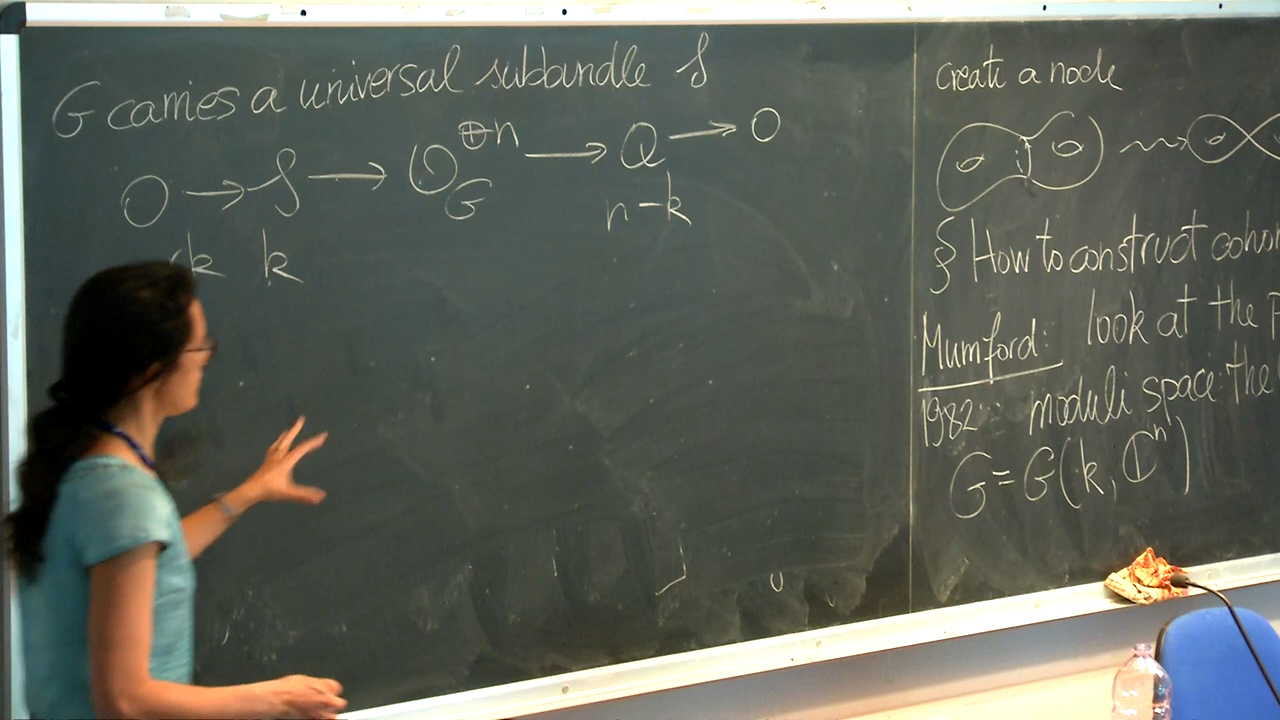 G carries a universal subbundle S
0 → S → O_G^{⊕n} → Q → 0
rk k n-k
create a node
§ How to construct
Mumford: look at the
1982: moduli space: the
G = G(k, ℂ^n)